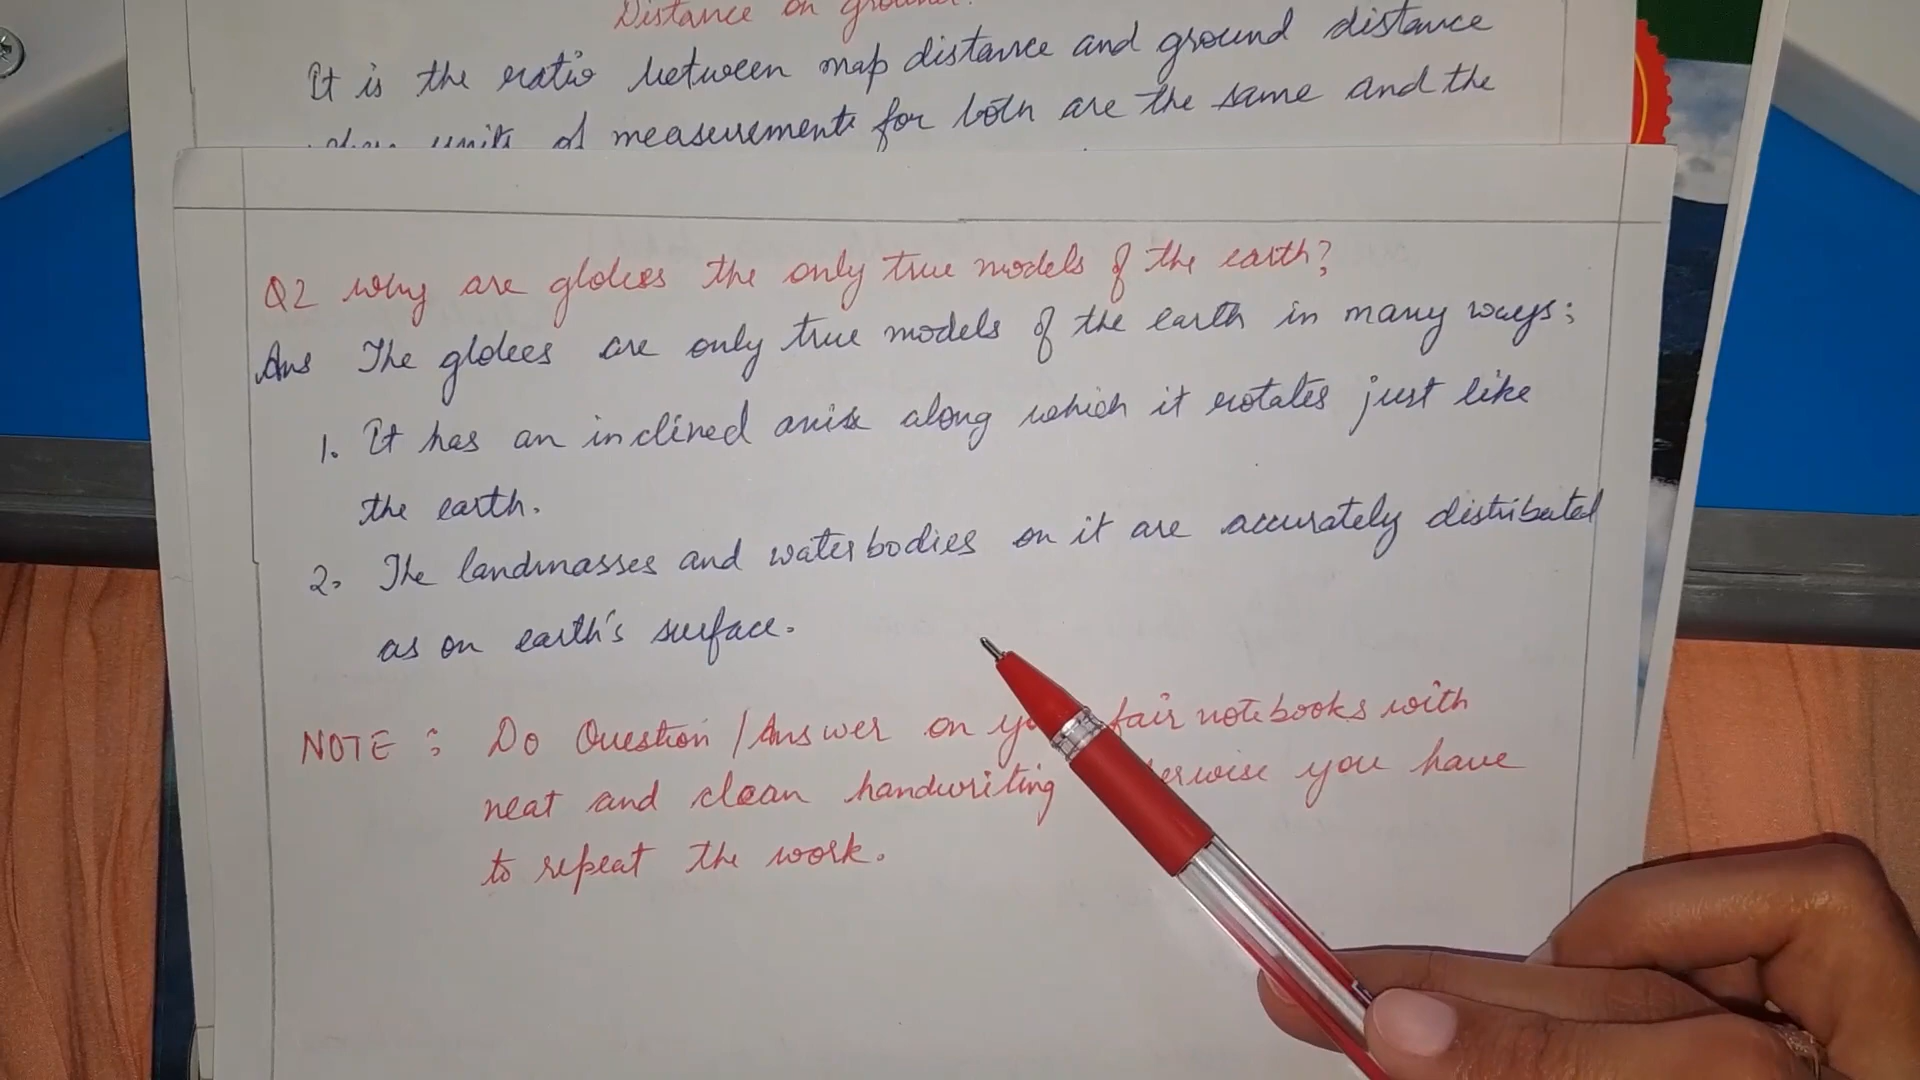 Distance on ground.
It is the ratio between map distance and ground distance
units of measurements for both are the same and the
Q2 Why are globes the only true models of the earth?
Ans The globes are only true models of the earth in many ways:
1. It has an inclined axis along which it rotates just like
the earth.
2. The landmasses and waterbodies on it are accurately distributed
as on earth's surface.
NOTE : Do Question/Answer on fair notebooks with
neat and clean handwriting you have
to repeat the work.